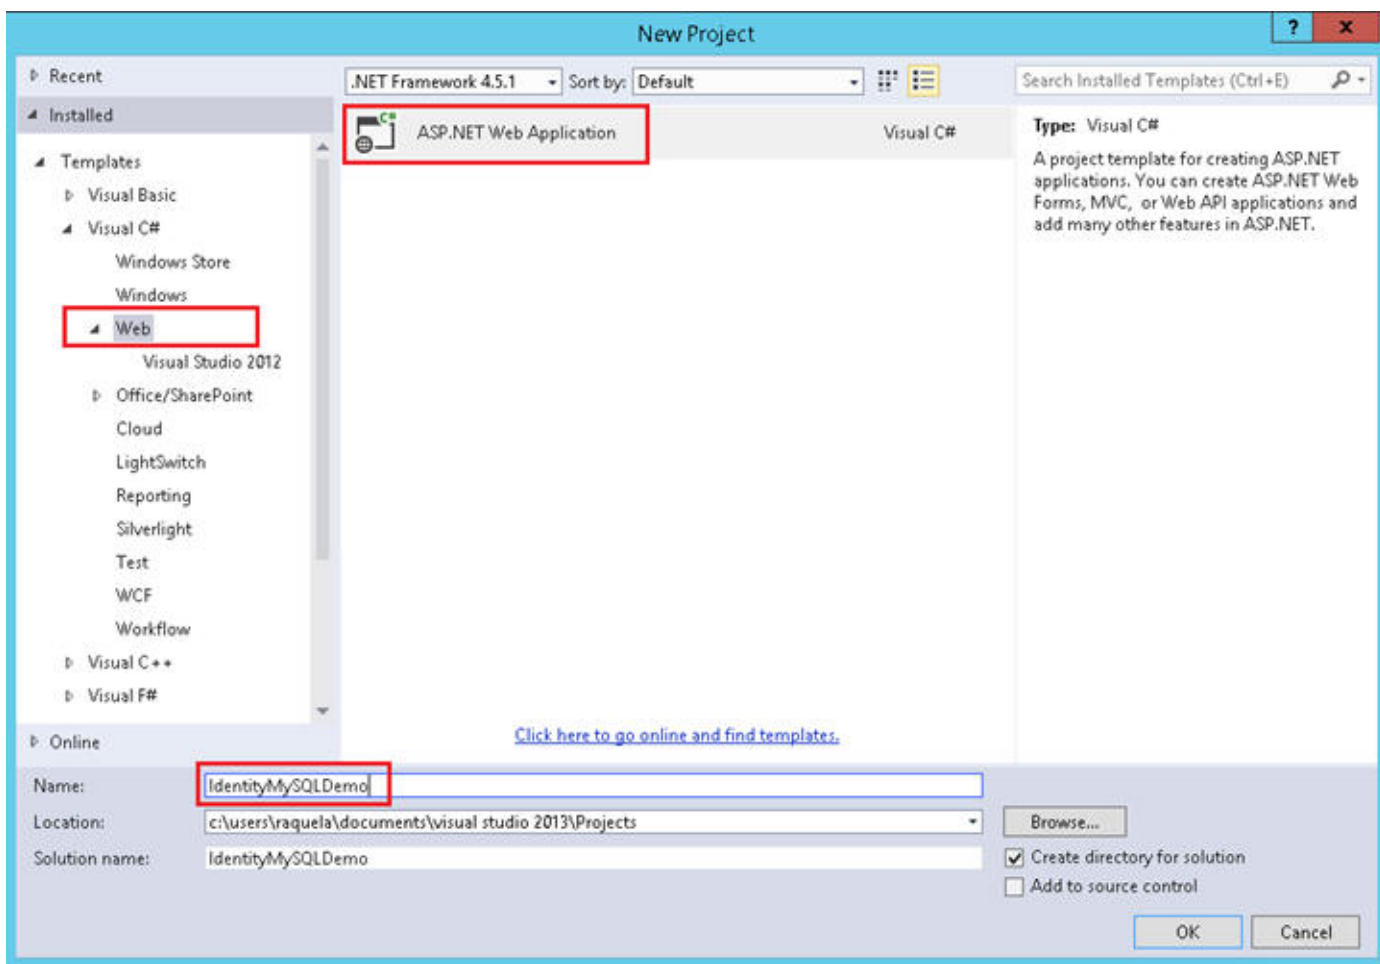 New Project
?
x
Recent
.NET Framework 4.5.1
Sort by:
Default
Search Installed Templates (Ctrl+E)
Installed
Templates
Visual Basic
Visual C#
Windows Store
Windows
Web
Visual Studio 2012
Office/SharePoint
Cloud
LightSwitch
Reporting
Silverlight
Test
WCF
Workflow
Visual C++
Visual F#
Online
C#
ASP.NET Web Application
Visual C#
Click here to go online and find templates.
Type: Visual C#
A project template for creating ASP.NET
applications. You can create ASP.NET Web
Forms, MVC, or Web API applications and
add many other features in ASP.NET.
Name:
IdentityMySQLDemo
Location:
c:\users\raquela\documents\visual studio 2013\Projects
Browse...
Solution name:
IdentityMySQLDemo
Create directory for solution
Add to source control
OK
Cancel